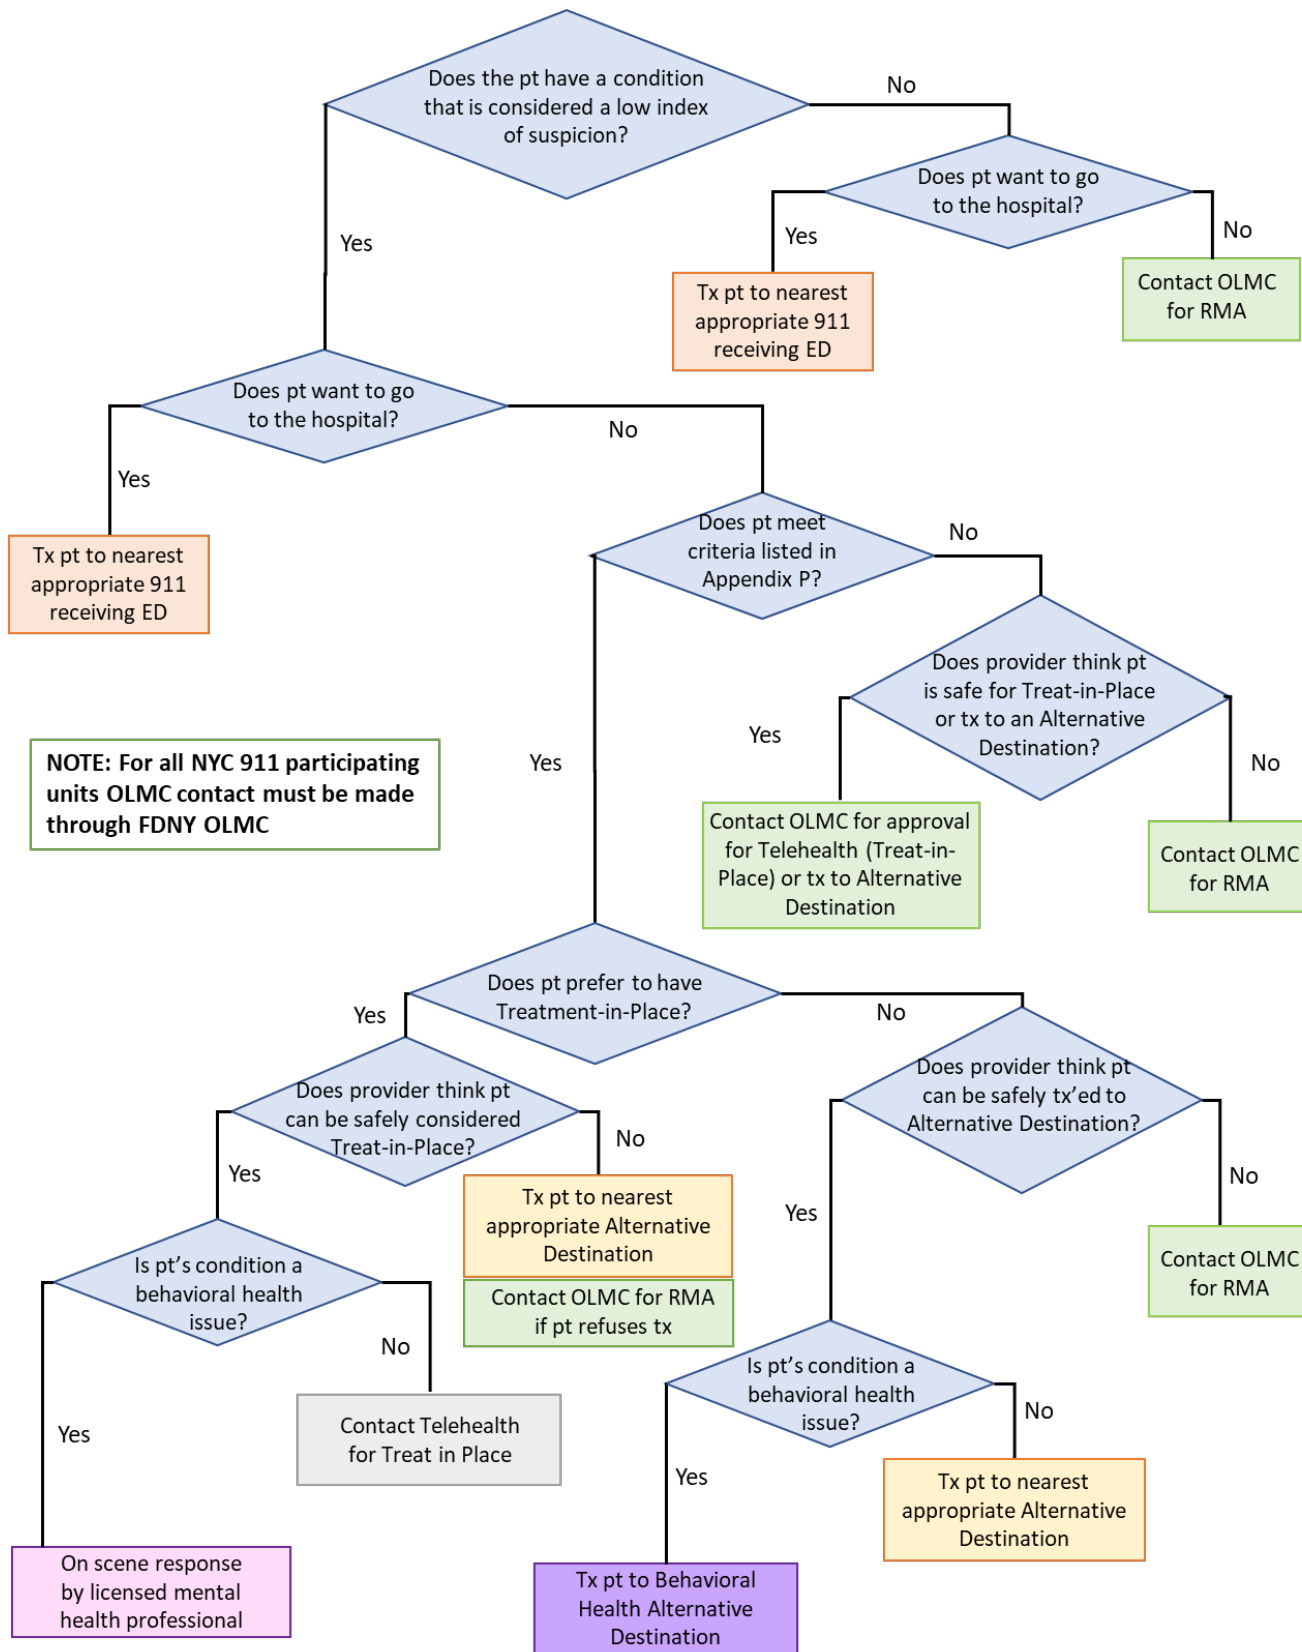 Does the pt have a condition
that is considered a low index
of suspicion?
No
Yes
Does pt want to go
to the hospital?
Yes
No
Tx pt to nearest
appropriate 911
receiving ED
Contact OLMC
for RMA
Does pt want to go
to the hospital?
No
Yes
Tx pt to nearest
appropriate 911
receiving ED
Does pt meet
criteria listed in
Appendix P?
No
Yes
Does provider think pt
is safe for Treat-in-Place
or tx to an Alternative
Destination?
Yes
No
NOTE: For all NYC 911 participating
units OLMC contact must be made
through FDNY OLMC
Contact OLMC for approval
for Telehealth (Treat-in-
Place) or tx to Alternative
Destination
Contact OLMC
for RMA
Does pt prefer to have
Treatment-in-Place?
Yes
No
Does provider think pt
can be safely considered
Treat-in-Place?
Yes
No
Does provider think pt
can be safely tx'ed to
Alternative Destination?
Yes
No
Tx pt to nearest
appropriate Alternative
Destination
Contact OLMC for RMA
if pt refuses tx
Contact OLMC
for RMA
Is pt's condition a
behavioral health
issue?
No
Yes
Contact Telehealth
for Treat in Place
On scene response
by licensed mental
health professional
Is pt's condition a
behavioral health
issue?
No
Yes
Tx pt to nearest
appropriate Alternative
Destination
Tx pt to Behavioral
Health Alternative
Destination